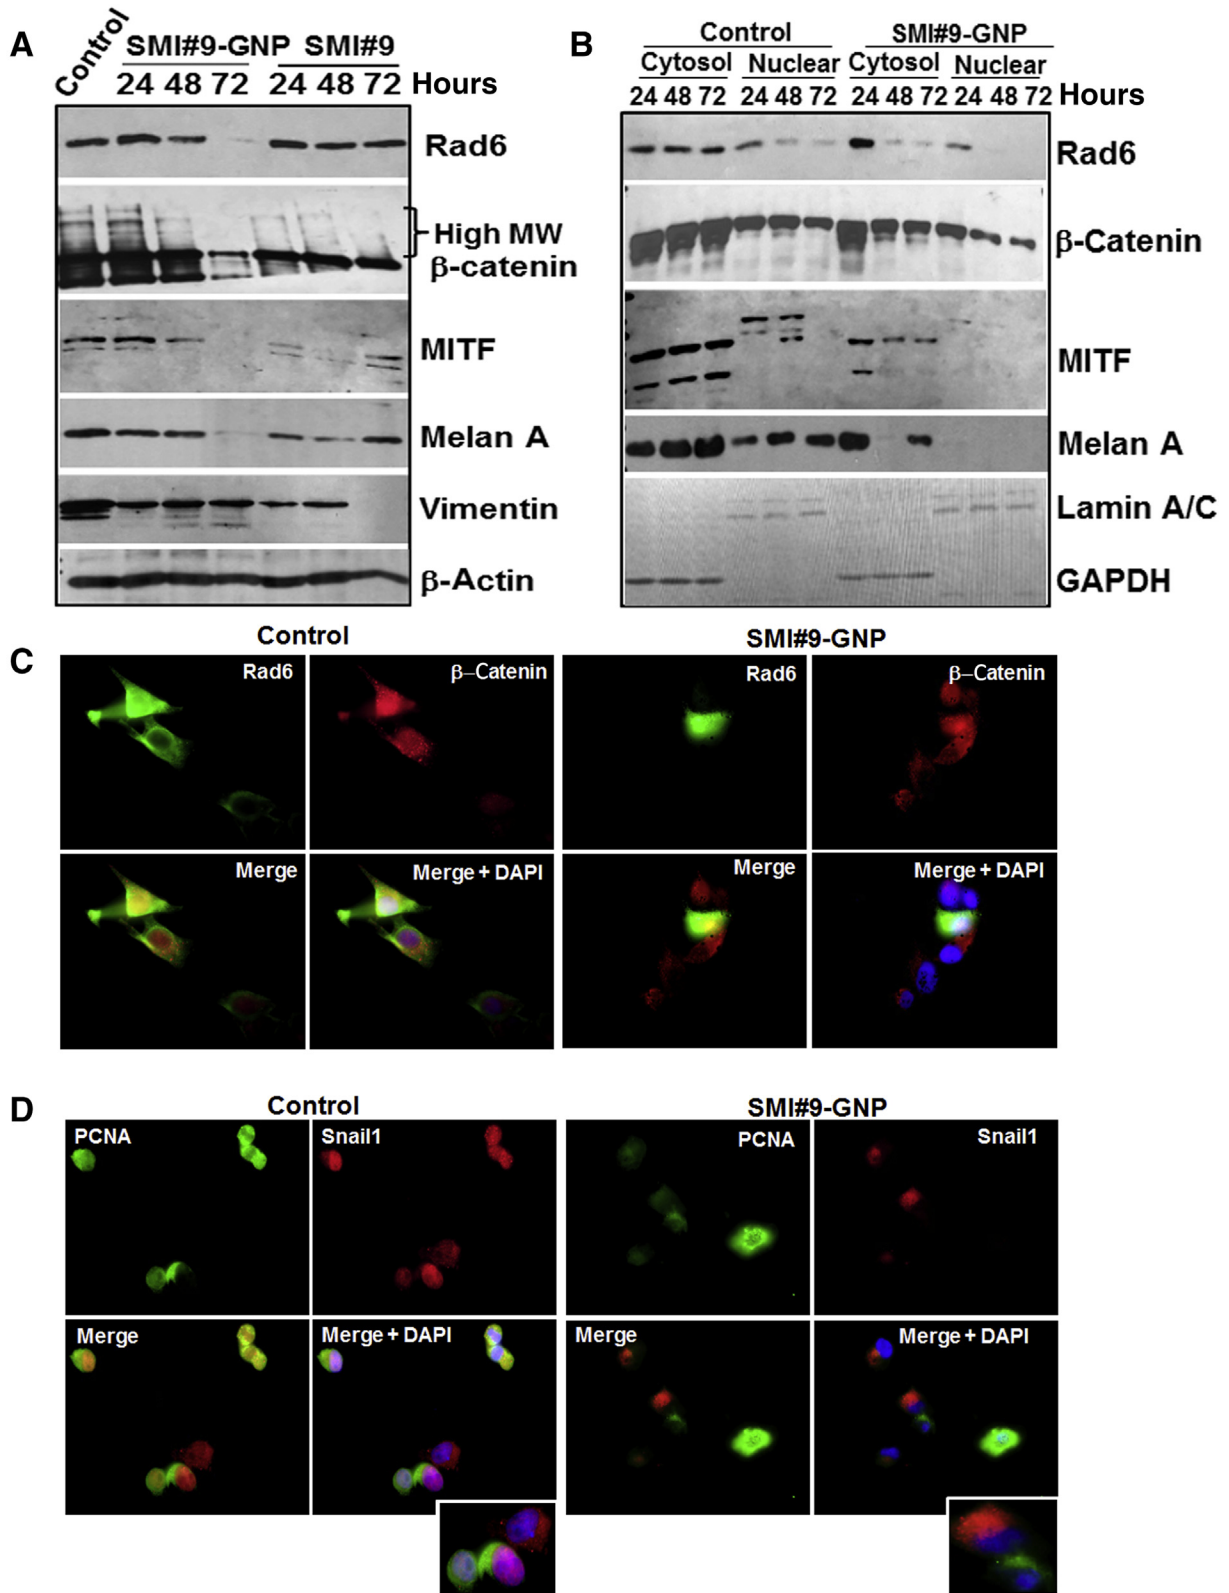 A
Control
SMI#9-GNP SMI#9
24 48 72 24 48 72 Hours
Rad6
High MW
β-catenin
MITF
Melan A
Vimentin
β-Actin
B
Control SMI#9-GNP
Cytosol Nuclear Cytosol Nuclear
24 48 72 24 48 72 24 48 72 24 48 72 Hours
Rad6
β-Catenin
MITF
Melan A
Lamin A/C
GAPDH
C
Control SMI#9-GNP
Rad6 β-Catenin Rad6 β-Catenin
Merge Merge + DAPI Merge Merge + DAPI
D
Control SMI#9-GNP
PCNA Snail1 PCNA Snail1
Merge Merge + DAPI Merge Merge + DAPI